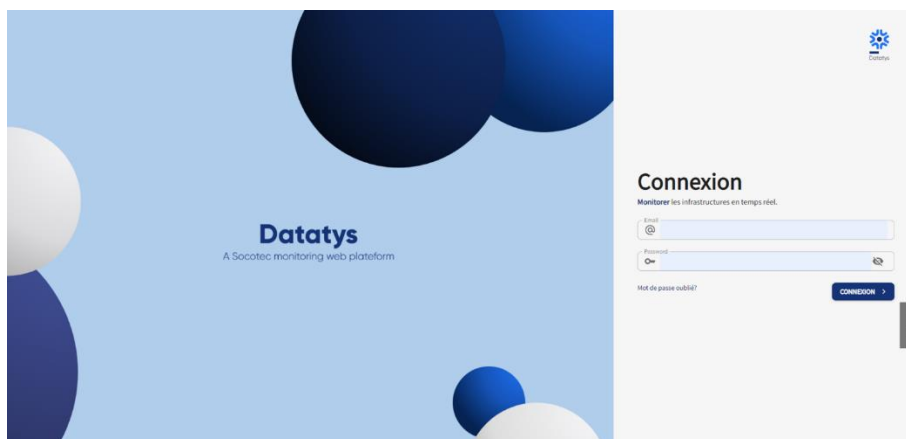 Datatys
A Socotec monitoring web plateform
Datatys
Connexion
Monitorer les infrastructures en temps réel.
Email
Password
Mot de passe oublié?
CONNEXION